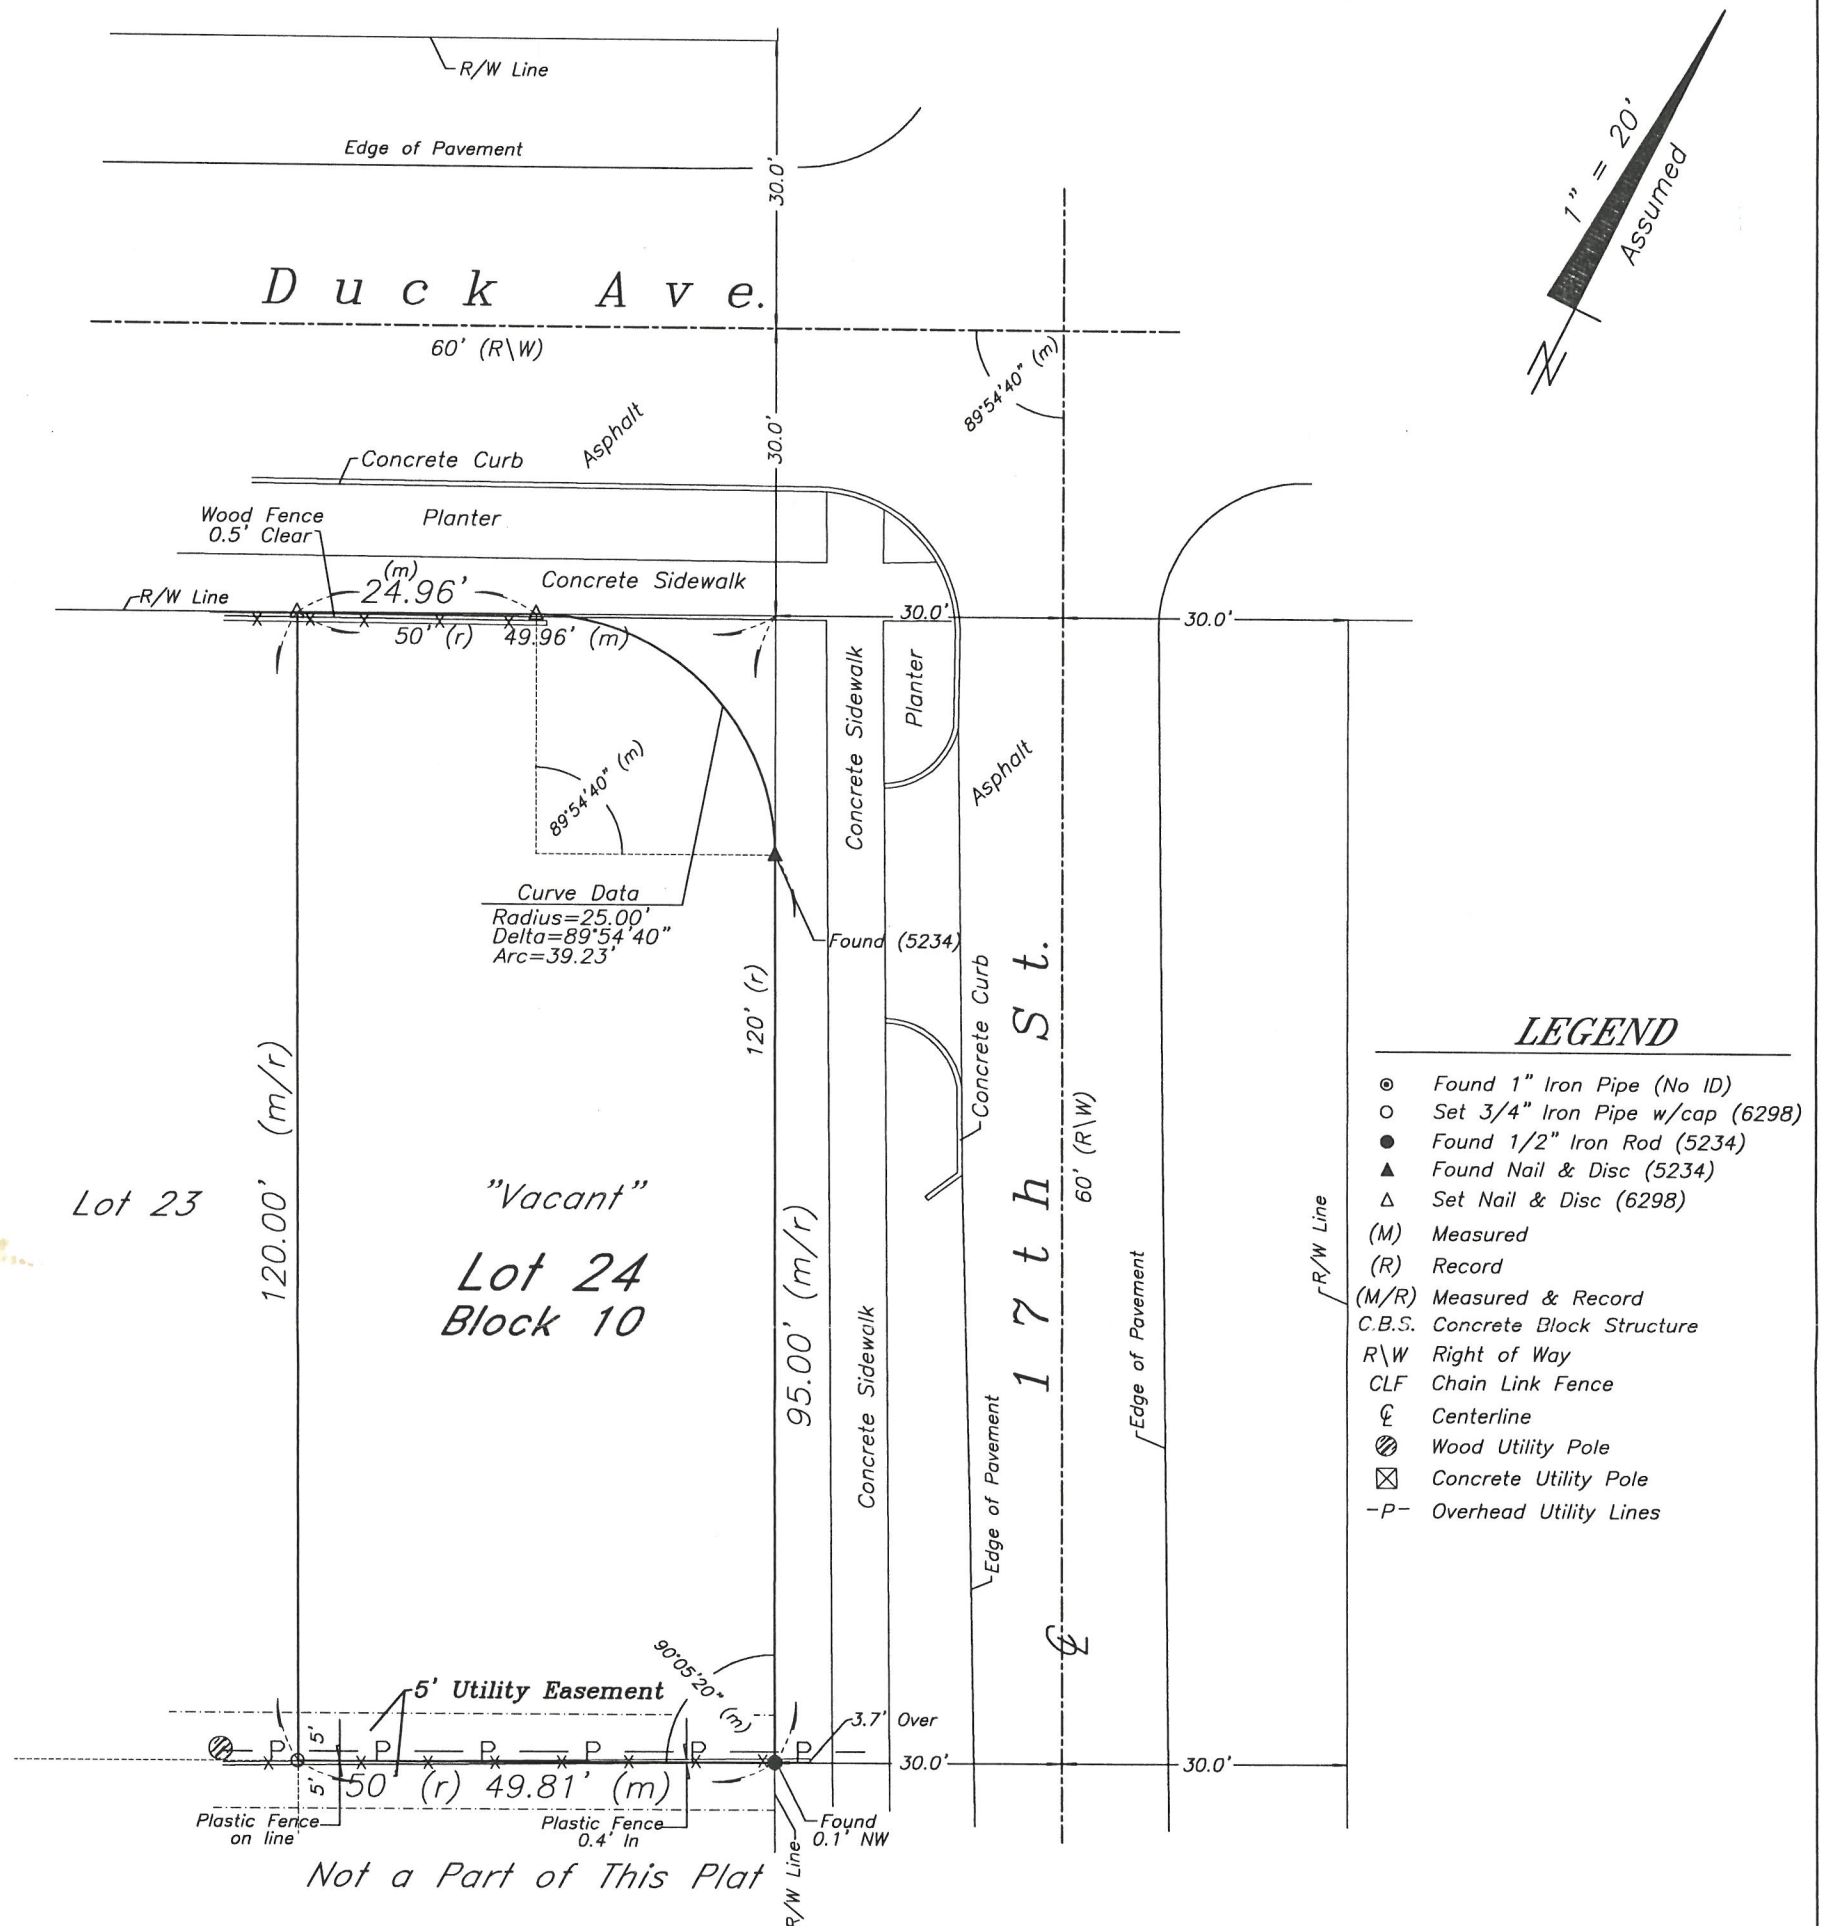 R/W Line
Edge of Pavement
30.0'
1" = 20'
Assumed
N
Duck Ave.
60' (R\W)
89°54'40" (m)
30.0'
Asphalt
Concrete Curb
Wood Fence
0.5' Clear
Planter
(m)
24.96'
Concrete Sidewalk
R/W Line
50' (r) 49.96' (m)
30.0'
30.0'
Concrete Sidewalk
Planter
Asphalt
89°54'40" (m)
Curve Data
Radius=25.00'
Delta=89°54'40"
Arc=39.23'
Found (5234)
120' (r)
Concrete Curb
17th St.
60' (R\W)
120.00' (m/r)
Lot 23
"Vacant"
Lot 24
Block 10
95.00' (m/r)
Concrete Sidewalk
Edge of Pavement
Edge of Pavement
R/W Line
LEGEND
Found 1" Iron Pipe (No ID)
Set 3/4" Iron Pipe w/cap (6298)
Found 1/2" Iron Rod (5234)
Found Nail & Disc (5234)
Set Nail & Disc (6298)
(M) Measured
(R) Record
(M/R) Measured & Record
C.B.S. Concrete Block Structure
R\W Right of Way
CLF Chain Link Fence
℄ Centerline
Wood Utility Pole
Concrete Utility Pole
-P- Overhead Utility Lines
℄
90°05'20" (m)
5' Utility Easement
3.7' Over
5'
P P P P P P
30.0'
30.0'
5'
50 (r) 49.81' (m)
Plastic Fence
on line
Plastic Fence
0.4' In
Found
0.1' NW
R/W Line
Not a Part of This Plat